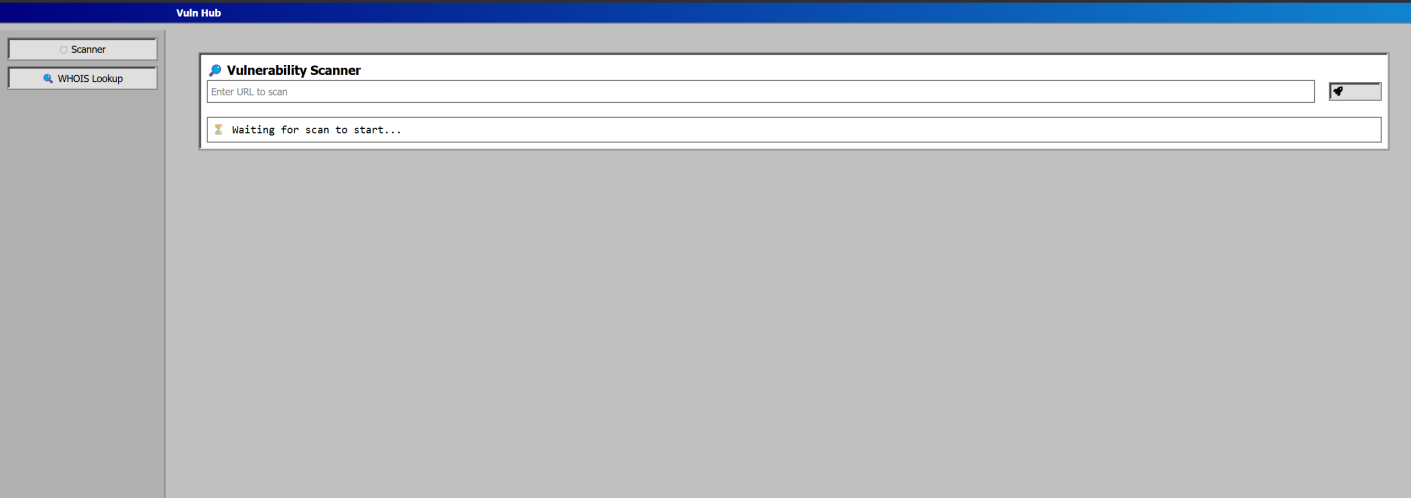 Vuln Hub
Scanner
WHOIS Lookup
Vulnerability Scanner
Enter URL to scan
Waiting for scan to start...